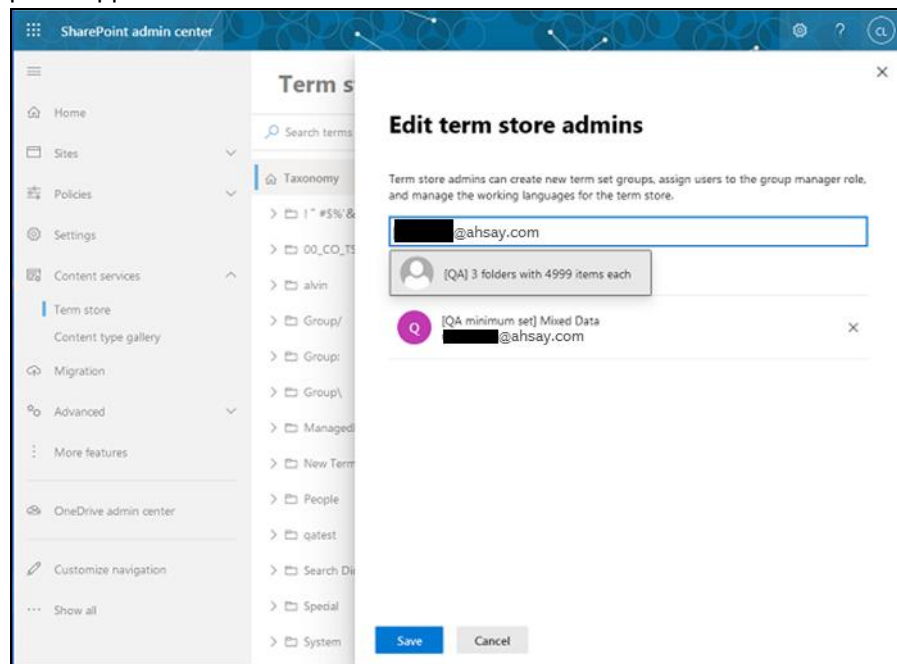 SharePoint admin center
?
CL
Home
Sites
Policies
Settings
Content services
Term store
Content type gallery
Migration
Advanced
More features
OneDrive admin center
Customize navigation
Show all
Term s
Search terms
Taxonomy
! " #$%'&
00_CO_TS
alvin
Group/
Group:
Group\
Managed
New Term
People
qatest
Search Di
Special
System
Edit term store admins
Term store admins can create new term set groups, assign users to the group manager role,
and manage the working languages for the term store.
@ahsay.com
[QA] 3 folders with 4999 items each
Q
[QA minimum set] Mixed Data
@ahsay.com
Save
Cancel